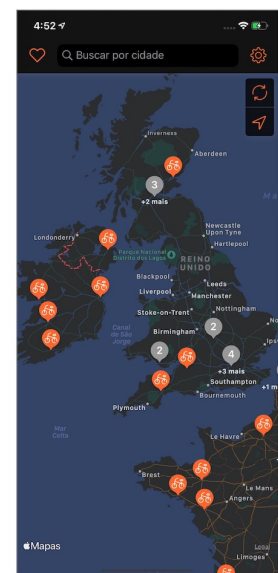 4:52
Buscar por cidade
Inverness
Aberdeen
3
+2 mais
Newcastle
Upon Tyne
Londonderry
Hartlepool
Parque Nacional
Distrito dos Lagos
REINO
UNIDO
Blackpool
Leeds
Liverpool
Manchester
Stoke-on-Trent
Nottingham
Canal
de São
Jorge
Birmingham
2
2
4
+3 mais
Southampton
+1 m
Bournemouth
Plymouth
Mar
Celta
Le Havre
Brest
Le Mans
Angers
Mapas
Legal
Limoges